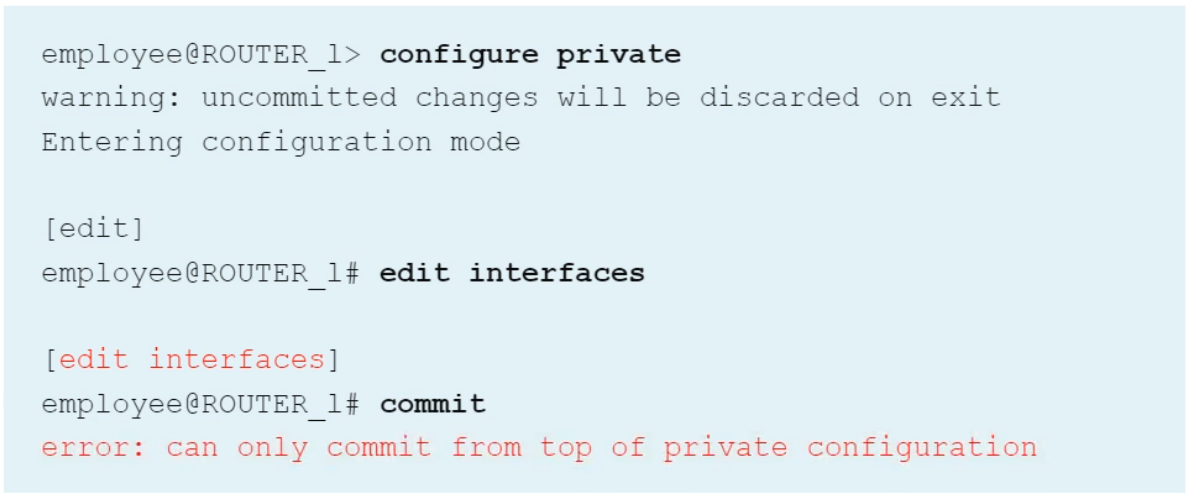 employee@ROUTER_1> configure private
warning: uncommitted changes will be discarded on exit
Entering configuration mode
[edit]
employee@ROUTER_1# edit interfaces
[edit interfaces]
employee@ROUTER_1# commit
error: can only commit from top of private configuration